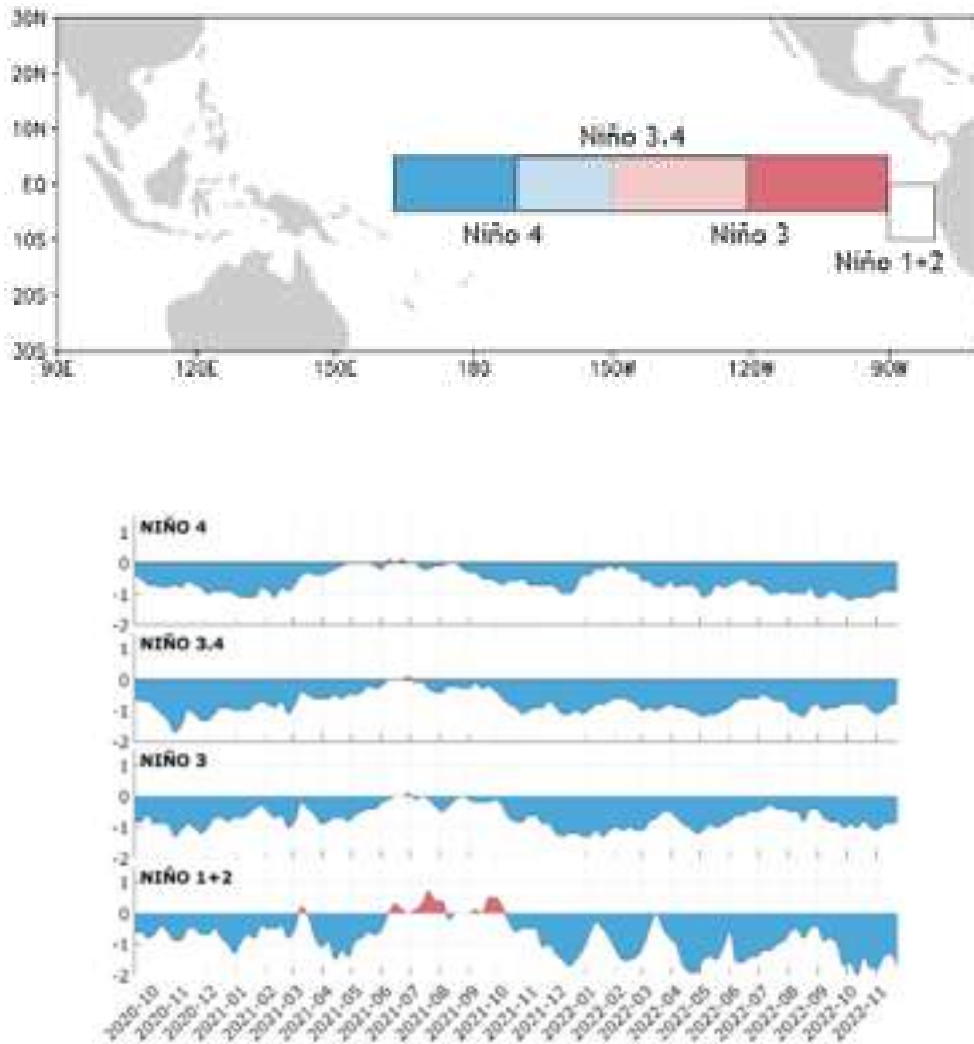 30N
20N
10N
Niño 3.4
EQ
Niño 4
Niño 3
10S
Niño 1+2
20S
30S
90E 120E 150E 180 150W 120W 90W
NIÑO 4
1
0
-1
-2
NIÑO 3.4
1
0
-1
-2
NIÑO 3
1
0
-1
-2
NIÑO 1+2
1
0
-1
-2
2020-10 2020-11 2020-12 2021-01 2021-02 2021-03 2021-04 2021-05 2021-06 2021-07 2021-08 2021-09 2021-10 2021-11 2021-12 2022-01 2022-02 2022-03 2022-04 2022-05 2022-06 2022-07 2022-08 2022-09 2022-10 2022-11